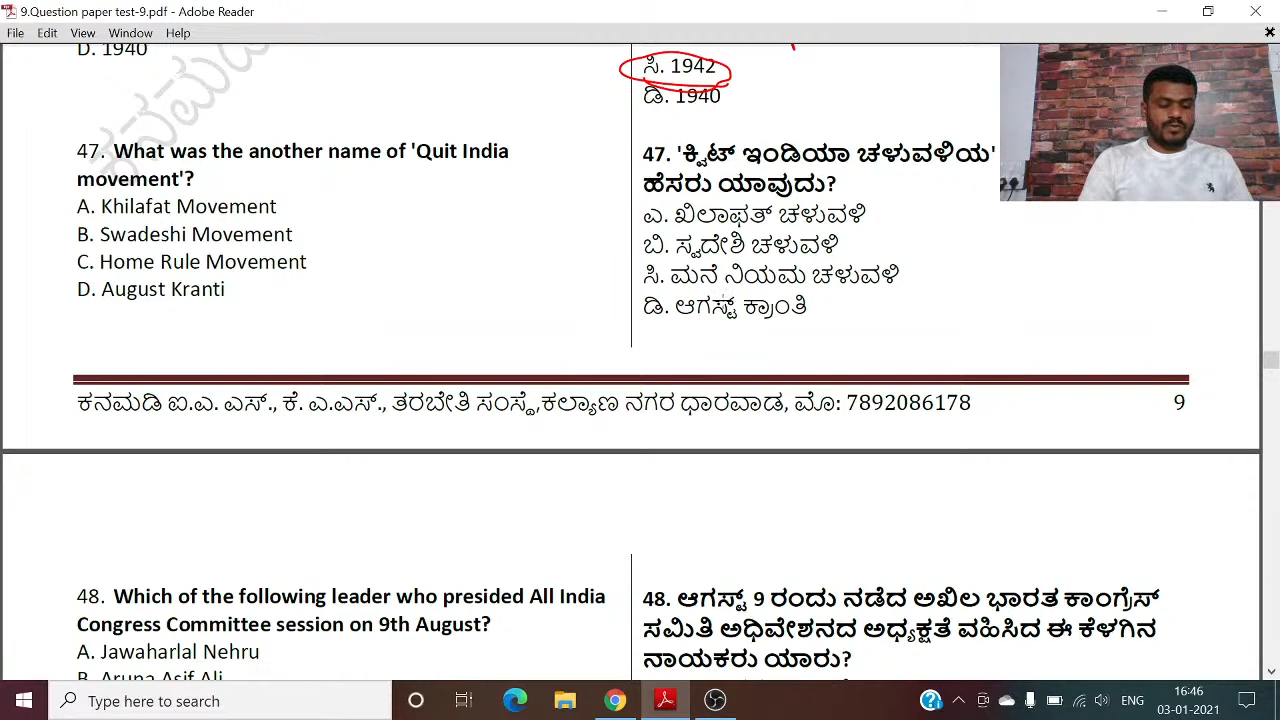 9.Question paper test-9.pdf - Adobe Reader
File Edit View Window Help
D. 1940
47. What was the another name of 'Quit India
movement'?
A. Khilafat Movement
B. Swadeshi Movement
C. Home Rule Movement
D. August Kranti
ಸಿ. 1942
ಡಿ. 1940
47. 'ಕ್ವಿಟ್ ಇಂಡಿಯಾ ಚಳುವಳಿಯ'
ಹೆಸರು ಯಾವುದು?
ಎ. ಖಿಲಾಫತ್ ಚಳುವಳಿ
ಬಿ. ಸ್ವದೇಶಿ ಚಳುವಳಿ
ಸಿ. ಮನೆ ನಿಯಮ ಚಳುವಳಿ
ಡಿ. ಆಗಸ್ಟ್ ಕ್ರಾಂತಿ
ಕನಮಡಿ ಐ.ಎ. ಎಸ್., ಕೆ. ಎ.ಎಸ್., ತರಬೇತಿ ಸಂಸ್ಥೆ,ಕಲ್ಯಾಣ ನಗರ ಧಾರವಾಡ, ಮೊ: 7892086178 9
48. Which of the following leader who presided All India
Congress Committee session on 9th August?
A. Jawaharlal Nehru
B. Aruna Asif Ali
48. ಆಗಸ್ಟ್ 9 ರಂದು ನಡೆದ ಅಖಿಲ ಭಾರತ ಕಾಂಗ್ರೆಸ್
ಸಮಿತಿ ಅಧಿವೇಶನದ ಅಧ್ಯಕ್ಷತೆ ವಹಿಸಿದ ಈ ಕೆಳಗಿನ
ನಾಯಕರು ಯಾರು?
Type here to search
ENG
16:46
03-01-2021